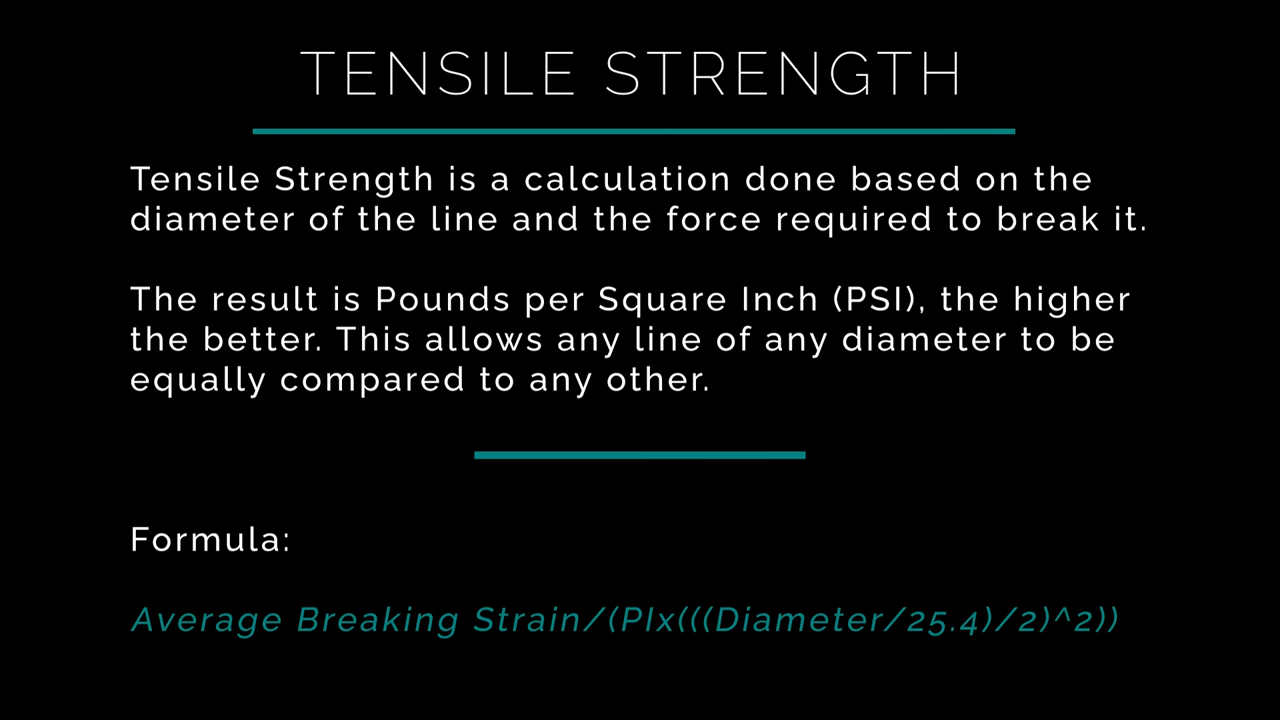 TENSILE STRENGTH
Tensile Strength is a calculation done based on the
diameter of the line and the force required to break it.
The result is Pounds per Square Inch (PSI), the higher
the better. This allows any line of any diameter to be
equally compared to any other.
Formula:
Average Breaking Strain/(PIx(((Diameter/25.4)/2)^2))